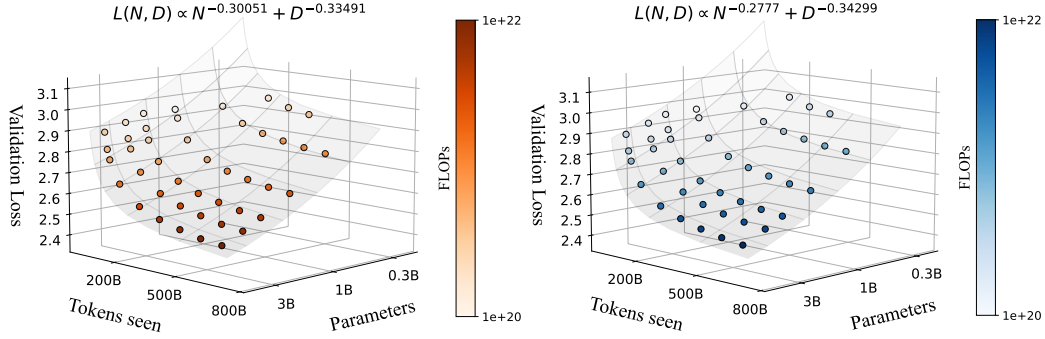 L(N, D) ∝ N^−0.30051 + D^−0.33491
Validation Loss
3.1
3.0
2.9
2.8
2.7
2.6
2.5
2.4
200B
500B
800B
Tokens seen
3B
1B
0.3B
Parameters
1e+22
FLOPs
1e+20
L(N, D) ∝ N^−0.2777 + D^−0.34299
Validation Loss
3.1
3.0
2.9
2.8
2.7
2.6
2.5
2.4
200B
500B
800B
Tokens seen
3B
1B
0.3B
Parameters
1e+22
FLOPs
1e+20